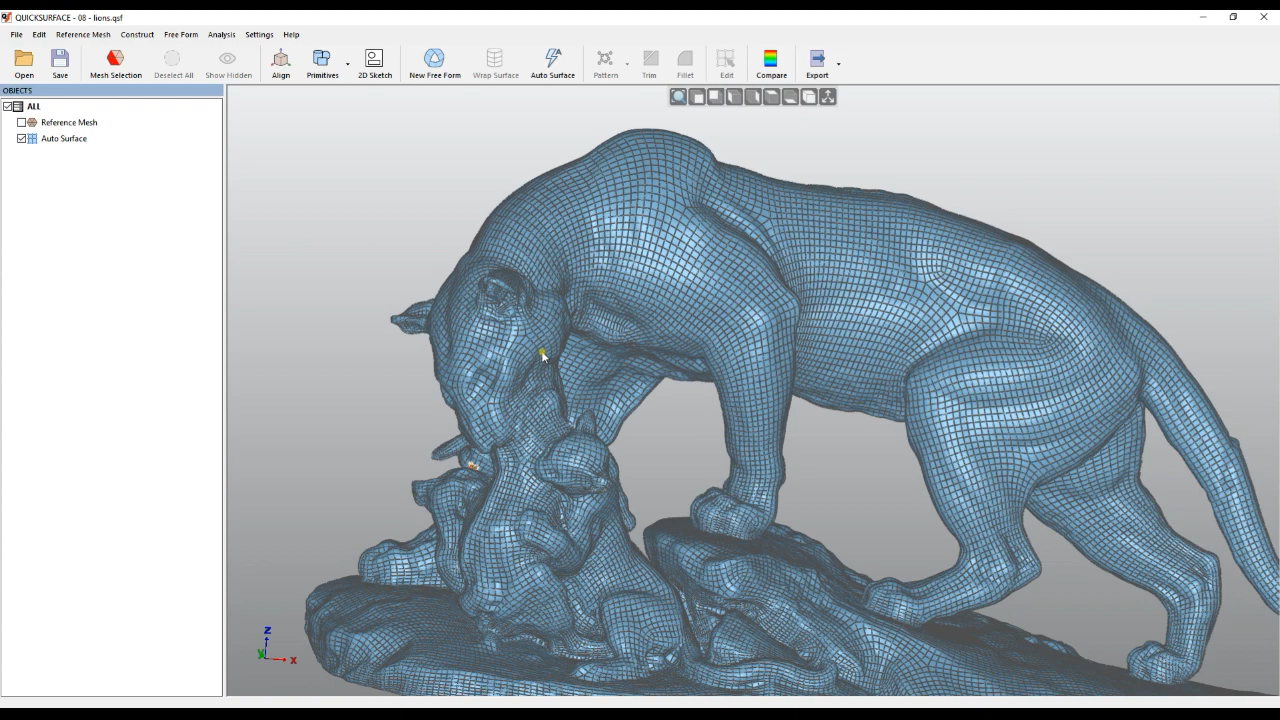 QUICKSURFACE - 08 - lions.qsf
File Edit Reference Mesh Construct Free Form Analysis Settings Help
Open Save Mesh Selection Deselect All Show Hidden Align Primitives 2D Sketch New Free Form Wrap Surface Auto Surface Pattern Trim Fillet Edit Compare Export
OBJECTS
ALL
Reference Mesh
Auto Surface
Z
Y
X